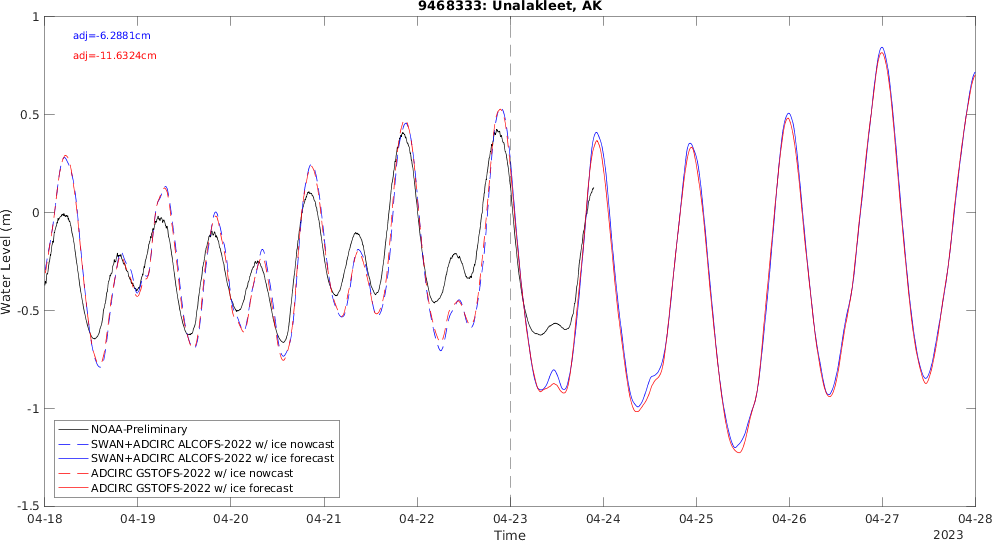 9468333: Unalakleet, AK
adj=-6.2881cm
adj=-11.6324cm
1
0.5
0
-0.5
-1
-1.5
Water Level (m)
NOAA-Preliminary
SWAN+ADCIRC ALCOFS-2022 w/ ice nowcast
SWAN+ADCIRC ALCOFS-2022 w/ ice forecast
ADCIRC GSTOFS-2022 w/ ice nowcast
ADCIRC GSTOFS-2022 w/ ice forecast
04-18 04-19 04-20 04-21 04-22 04-23 04-24 04-25 04-26 04-27 04-28
Time
2023